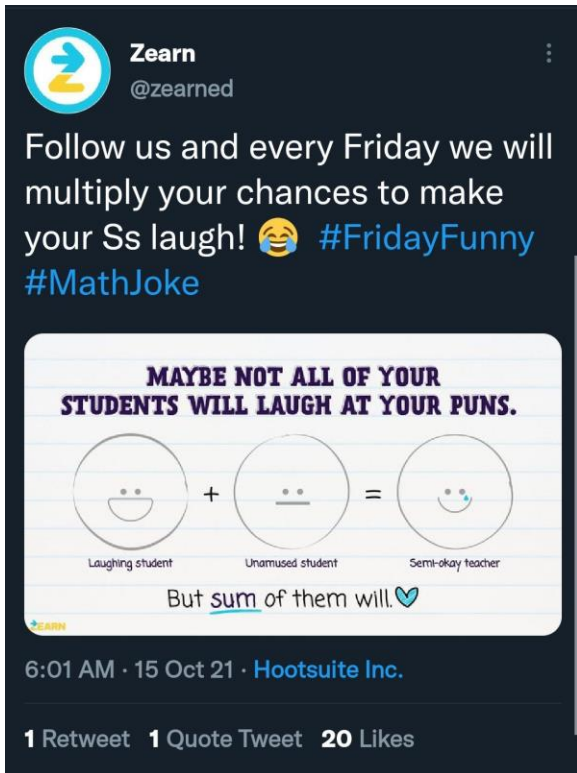 Zearn
@zearned
Follow us and every Friday we will
multiply your chances to make
your Ss laugh! 😂 #FridayFunny
#MathJoke
MAYBE NOT ALL OF YOUR
STUDENTS WILL LAUGH AT YOUR PUNS.
+ =
Laughing student Unamused student Semi-okay teacher
But sum of them will.
ZEARN
6:01 AM · 15 Oct 21 · Hootsuite Inc.
1 Retweet 1 Quote Tweet 20 Likes